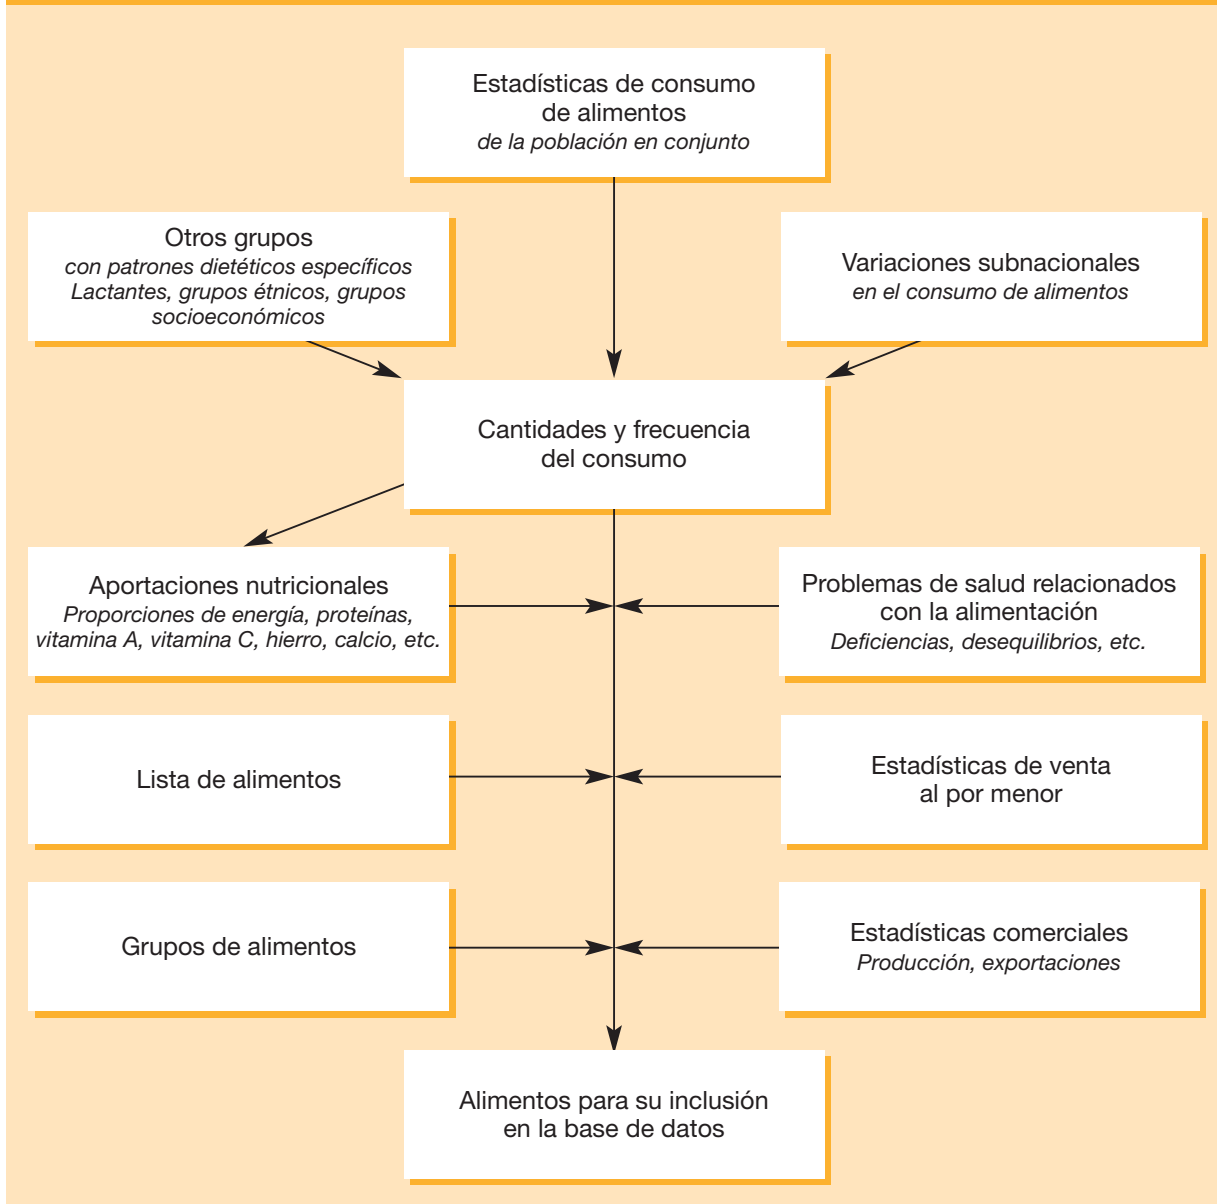 Estadísticas de consumo
de alimentos
de la población en conjunto
Otros grupos
con patrones dietéticos específicos
Lactantes, grupos étnicos, grupos
socioeconómicos
Variaciones subnacionales
en el consumo de alimentos
Cantidades y frecuencia
del consumo
Aportaciones nutricionales
Proporciones de energía, proteínas,
vitamina A, vitamina C, hierro, calcio, etc.
Problemas de salud relacionados
con la alimentación
Deficiencias, desequilibrios, etc.
Lista de alimentos
Estadísticas de venta
al por menor
Grupos de alimentos
Estadísticas comerciales
Producción, exportaciones
Alimentos para su inclusión
en la base de datos